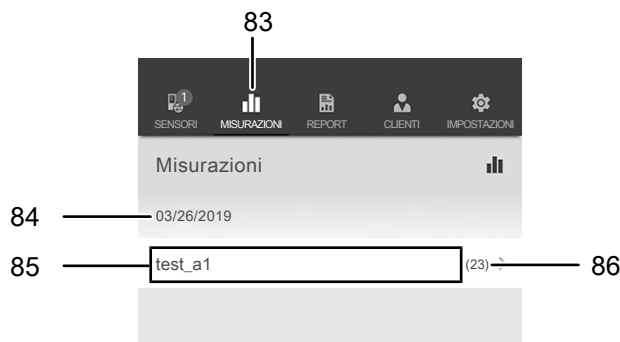 83
1
SENSORI MISURAZIONI REPORT CLIENTI IMPOSTAZIONI
Misurazioni
84 03/26/2019
85 test_a1 (23) 86